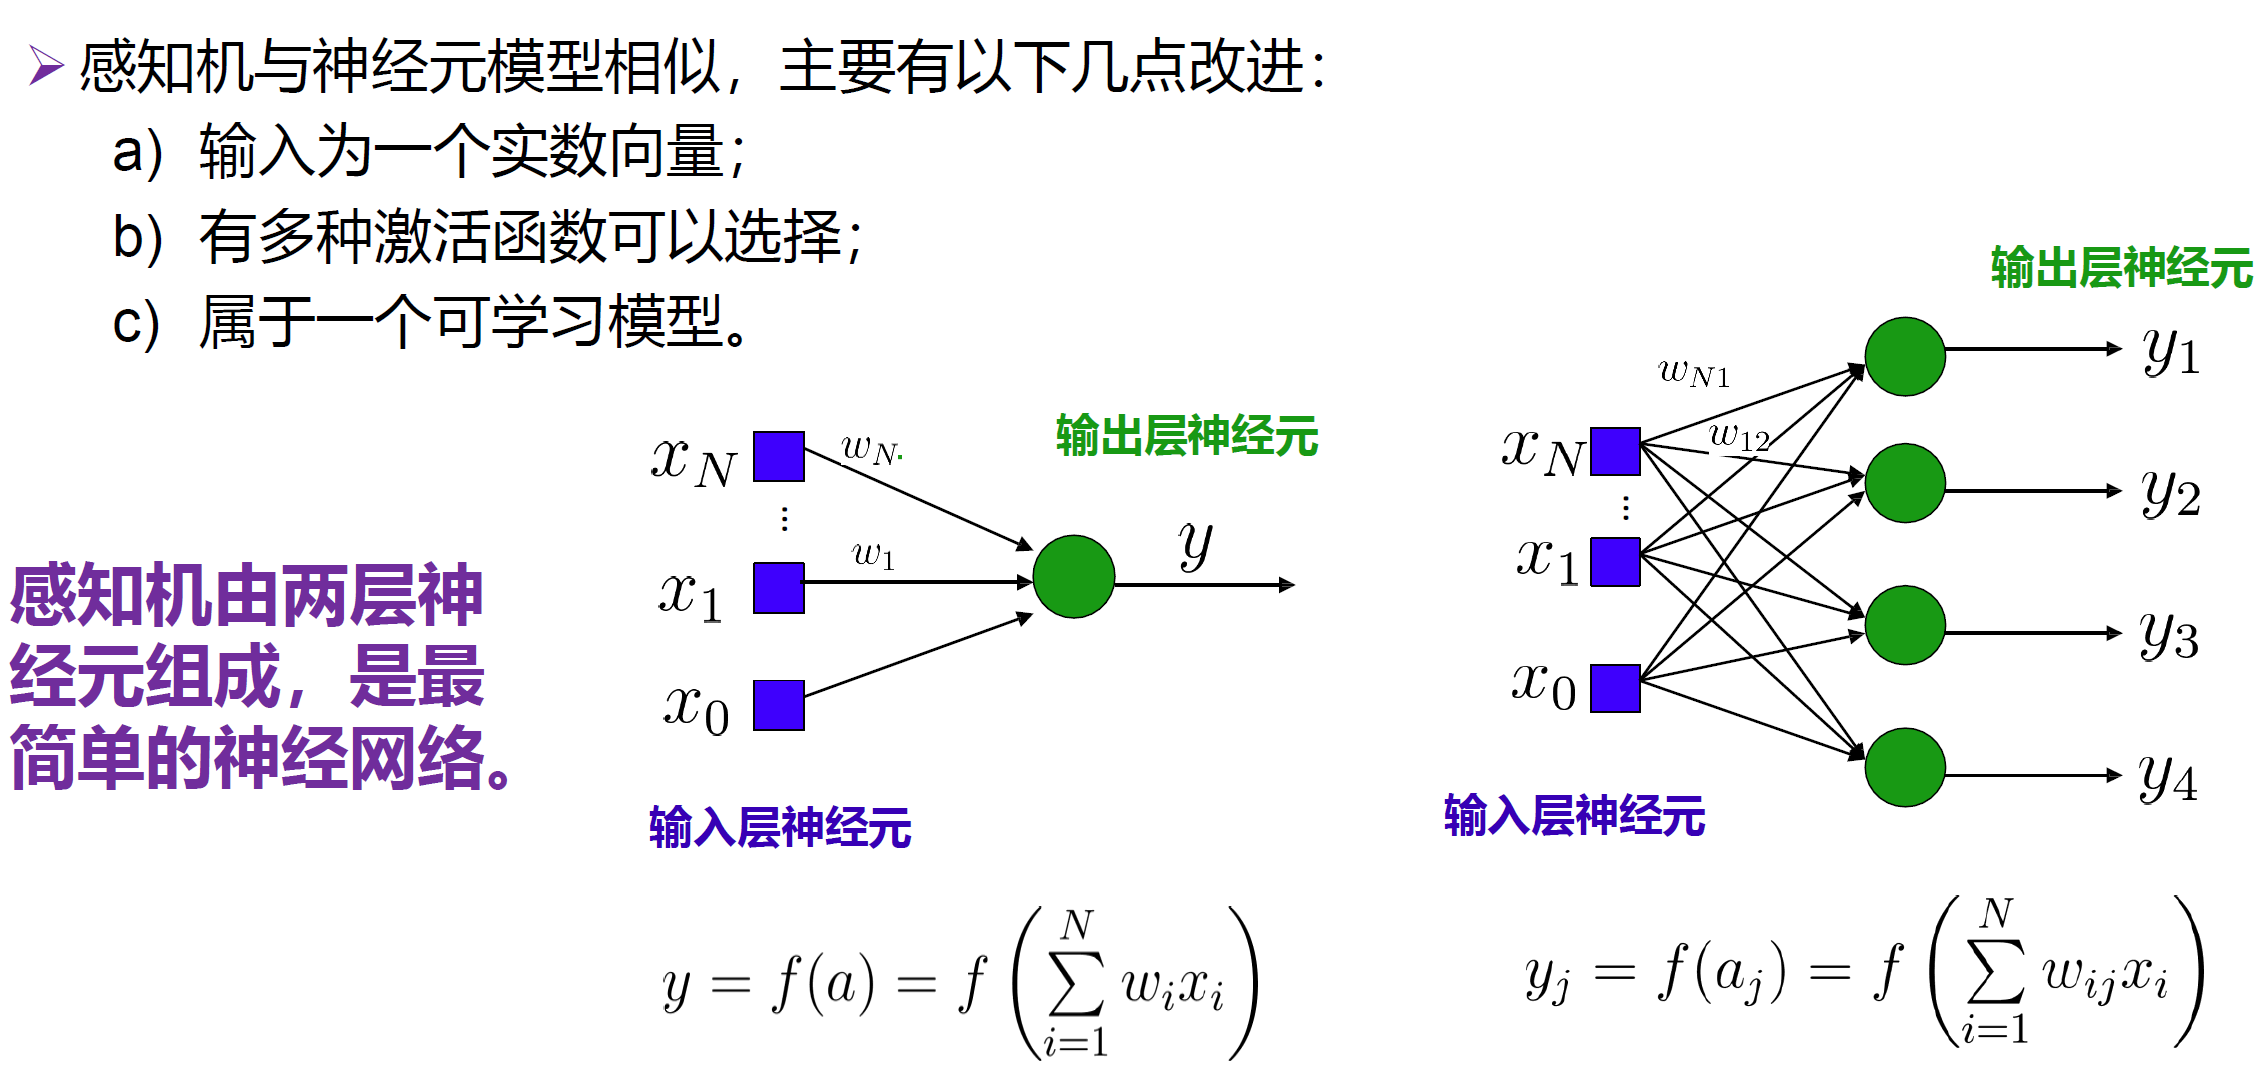 感知机与神经元模型相似，主要有以下几点改进：
a) 输入为一个实数向量；
b) 有多种激活函数可以选择；
c) 属于一个可学习模型。
感知机由两层神
经元组成，是最
简单的神经网络。
输出层神经元
x_N
w_N
⋮
x_1
w_1
y
x_0
输入层神经元
y = f(a) = f(∑_{i=1}^{N} w_i x_i)
输出层神经元
w_{N1}
y_1
x_N
w_{12}
⋮
y_2
x_1
y_3
x_0
y_4
输入层神经元
y_j = f(a_j) = f(∑_{i=1}^{N} w_{ij} x_i)